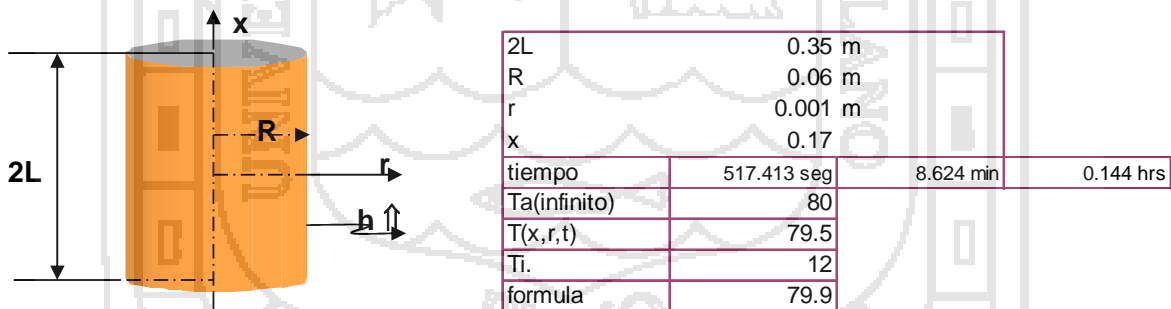 x
R
2L
r
h ⇑
2L 0.35 m
R 0.06 m
r 0.001 m
x 0.17
tiempo 517.413 seg 8.624 min 0.144 hrs
Ta(infinito) 80
T(x,r,t) 79.5
Ti. 12
formula 79.9